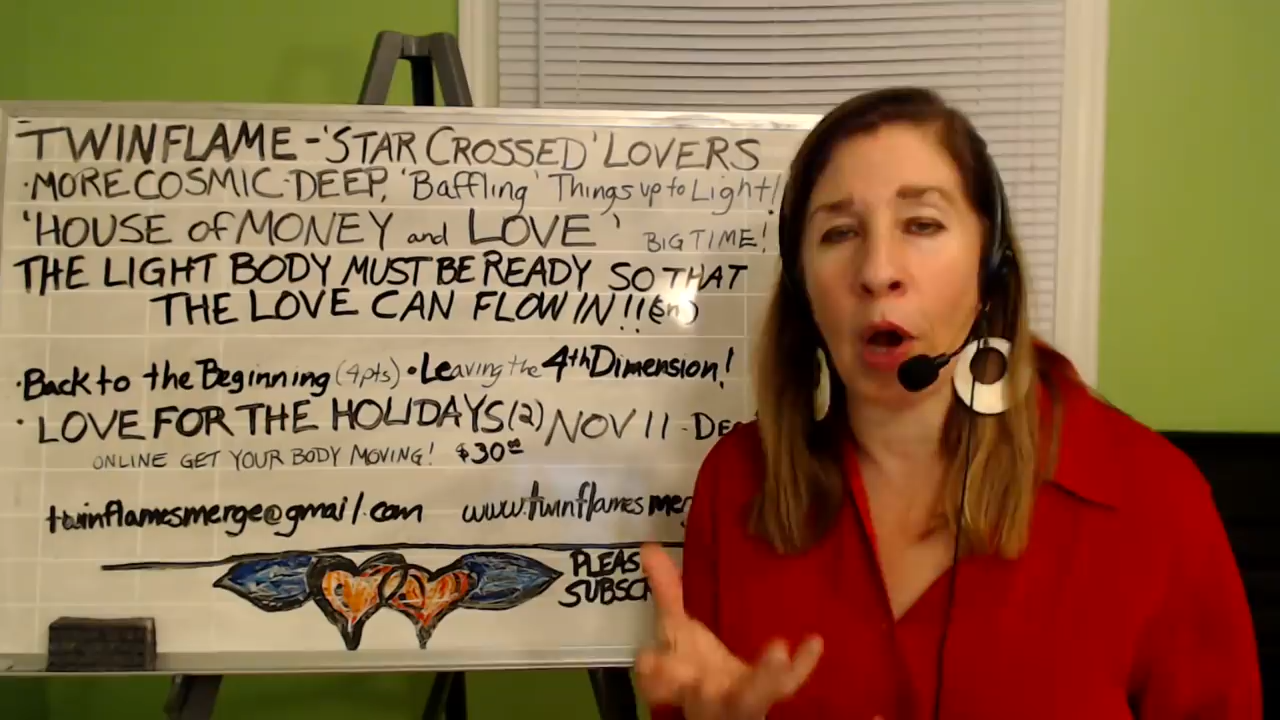 TWINFLAME - 'STAR CROSSED' LOVERS
·MORE COSMIC·DEEP, 'Baffling' Things up to Light!
'HOUSE of MONEY and LOVE' BIG TIME!
THE LIGHT BODY MUST BE READY SO THAT
THE LOVE CAN FLOW IN!!
·Back to the Beginning (4pts) ·Leaving the 4th Dimension!
·LOVE FOR THE HOLIDAYS (2) NOV 11 - DE
ONLINE GET YOUR BODY MOVING! $30.00
twinflamesmerge@gmail.com www.twinflamesmer
PLEAS
SUBSCR